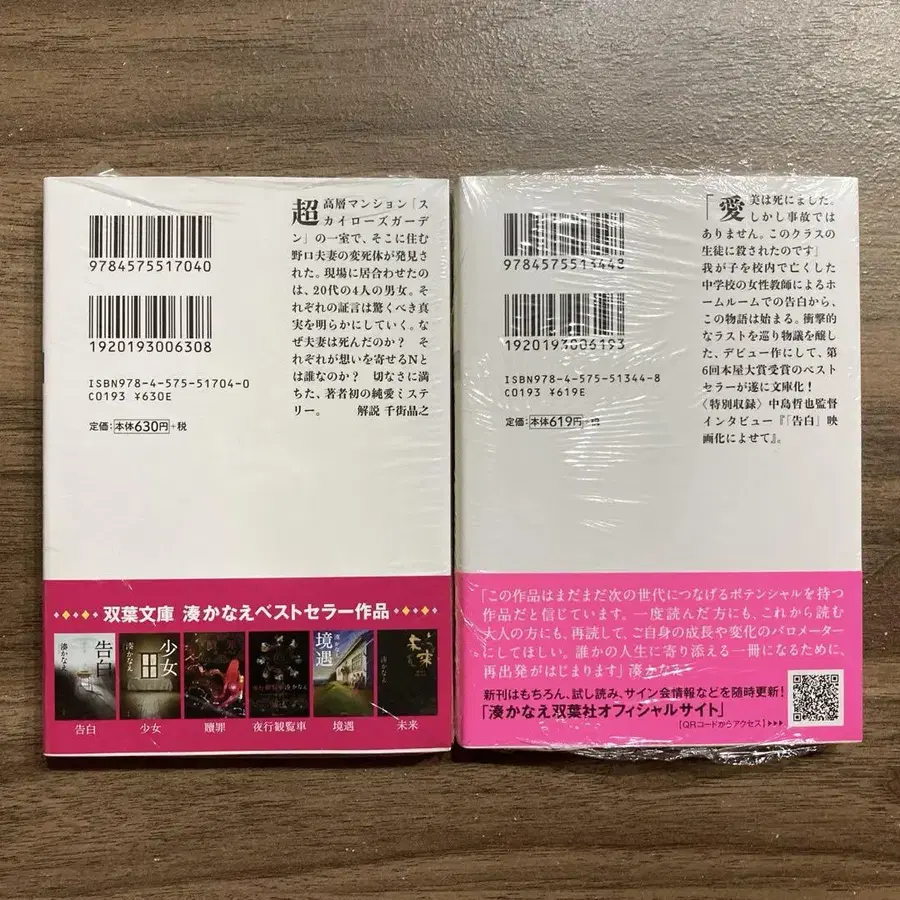 9784575517040
1920193006308
ISBN978-4-575-51704-0
C0193 ¥630E
定価:本体630円+税
超高層マンション「ス
カイローズガーデ
ン」の一室で、そこに住む
野口夫妻の変死体が発見さ
れた。現場に居合わせたの
は、20代の4人の男女。そ
れぞれの証言は驚くべき真
実を明らかにしていく。な
ぜ夫妻は死んだのか? そ
れぞれが想いを寄せるNと
は誰なのか? 切なさに満
ちた、著者初の純愛ミステ
リー。 解説 千街晶之
双葉文庫 湊かなえベストセラー作品
告白
湊かなえ
少女
湊かなえ
境遇
湊かなえ
未来
湊かなえ
告白
少女
贖罪
夜行観覧車
境遇
未来
9784575513448
1920193006193
ISBN978-4-575-51344-8
C0193 ¥619E
定価:本体619円+税
「愛美は死にました。
しかし事故では
ありません。このクラスの
生徒に殺されたのです」
我が子を校内で亡くした
中学校の女性教師による
ホームルームでの告白から、
この物語は始まる。衝撃的
なラストを巡り物議を醸し
た、デビュー作にして、第
6回本屋大賞受賞のベスト
セラーが遂に文庫化!
〈特別収録〉中島哲也監督
インタビュー『「告白」映
画化によせて』。
「この作品はまだまだ次の世代につなげるポテンシャルを持つ
作品だと信じています。一度読んだ方にも、これから読む
大人の方にも、再読して、ご自身の成長や変化のバロメーター
にしてほしい。誰かの人生に寄り添える一冊になるために、
再出発がはじまります」湊かなえ
新刊はもちろん、試し読み、サイン会情報などを随時更新!
「湊かなえ双葉社オフィシャルサイト」
【QRコードからアクセス】▶▶▶